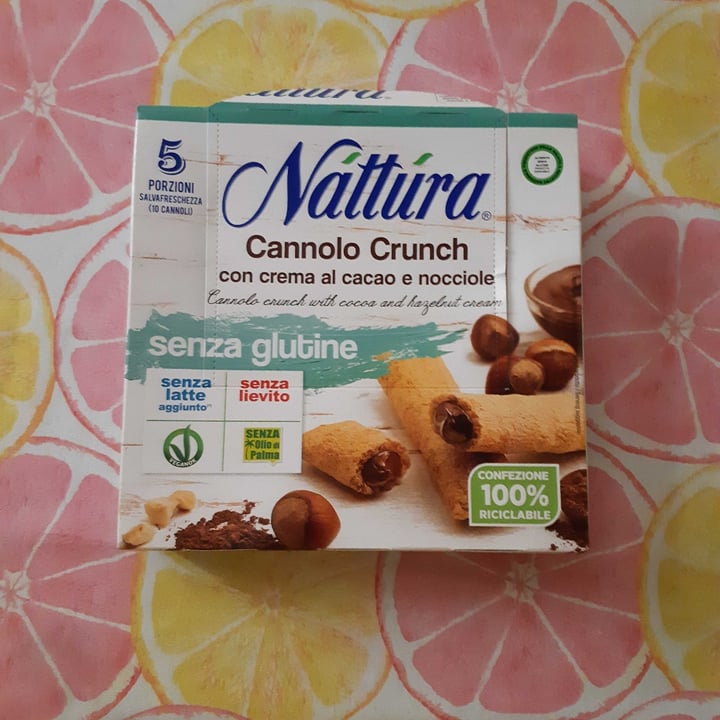 5
PORZIONI
SALVAFRESCHEZZA
(10 CANNOLI)
Náttúra®
Cannolo Crunch
con crema al cacao e nocciole
Cannolo crunch with cocoa and hazelnut cream
senza glutine
senza
latte
aggiunto
senza
lievito
VEGANOK
SENZA
Olio di
Palma
CONFEZIONE
100%
RICICLABILE